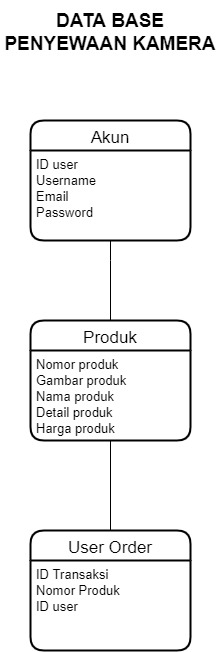 DATA BASE
PENYEWAAN KAMERA
Akun
ID user
Username
Email
Password
Produk
Nomor produk
Gambar produk
Nama produk
Detail produk
Harga produk
User Order
ID Transaksi
Nomor Produk
ID user